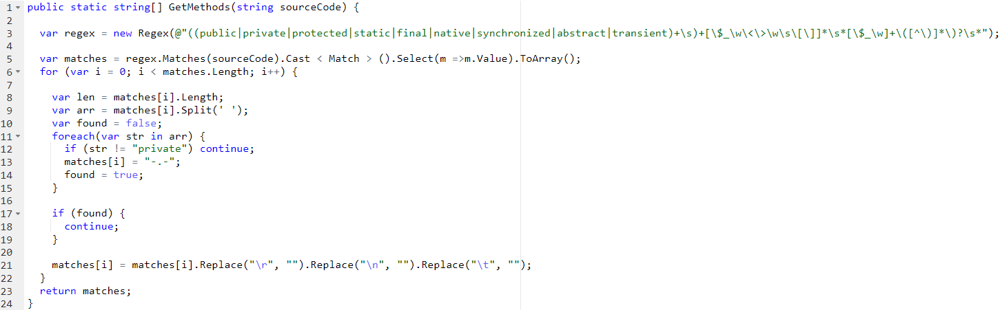 1 public static string[] GetMethods(string sourceCode) {
2
3 var regex = new Regex(@"((public|private|protected|static|final|native|synchronized|abstract|transient)+\s)+[\$_\w\<\>\w\s\[\]]*\s*[\$_\w]+\([^\)]*\)?\s*");
4
5 var matches = regex.Matches(sourceCode).Cast < Match > ().Select(m =>m.Value).ToArray();
6 for (var i = 0; i < matches.Length; i++) {
7
8 var len = matches[i].Length;
9 var arr = matches[i].Split(' ');
10 var found = false;
11 foreach(var str in arr) {
12 if (str != "private") continue;
13 matches[i] = "-.-";
14 found = true;
15 }
16
17 if (found) {
18 continue;
19 }
20
21 matches[i] = matches[i].Replace("\r", "").Replace("\n", "").Replace("\t", "");
22 }
23 return matches;
24 }